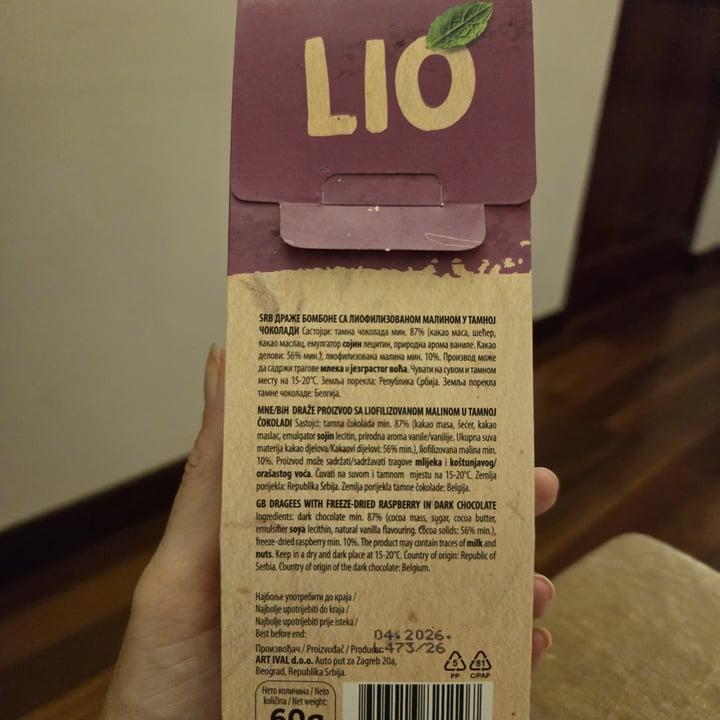 LIO
SRB ДРАЖЕ БОМБОНЕ СА ЛИОФИЛИЗОВАНОМ МАЛИНОМ У ТАМНОЈ
ЧОКОЛАДИ Састојци: тамна чоколада мин. 87% (какао маса, шећер,
какао маслац, емулгатор сојин лецитин, природна арома ваниле. Какао
делови: 56% мин.), лиофилизована малина мин. 10%. Производ може
да садржи трагове млека и језграстог воћа. Чувати на сувом и тамном
месту на 15-20°C. Земља порекла: Република Србија. Земља порекла
тамне чоколаде: Белгија.
MNE/BiH DRAŽE PROIZVOD SA LIOFILIZOVANOM MALINOM U TAMNOJ
ČOKOLADI Sastojci: tamna čokolada min. 87% (kakao masa, šećer, kakao
maslac, emulgator sojin lecitin, prirodna aroma vanile/vanilije. Ukupna suva
materija kakao djelova/Kakaovi dijelovi: 56% min.), liofilizovana malina min.
10%. Prizvod može sadržati/sadržavati tragove mlijeka i koštunjavog/
orašastog voća. Čuvati na suvom i tamnom mjestu na 15-20°C. Zemlja
porijekla: Republika Srbija. Zemlja porijekla tamne čokolade: Belgija.
GB DRAGEES WITH FREEZE-DRIED RASPBERRY IN DARK CHOCOLATE
Ingredients: dark chocolate min. 87% (cocoa mass, sugar, cocoa butter,
emulsifier soya lecithin, natural vanilla flavouring. Cocoa solids: 56% min.),
freeze-dried raspberry min. 10%. The product may contain traces of milk and
nuts. Keep in a dry and dark place at 15-20°C. Country of origin: Republic of
Serbia. Country of origin of the dark chocolate: Belgium.
Најбоље употребити до краја /
Najbolje upotrijebiti do kraja /
Najbolje upotrijebiti prije isteka /
Best before end: 04.2026.
Произвођач / Proizvođač / Producer: L473/26
ART IVAL d.o.o. Auto put za Zagreb 20a,
Beograd, Republika Srbija.
5 PP 81 C/PAP
Нето количина / Neto
količina / Net weight:
60g